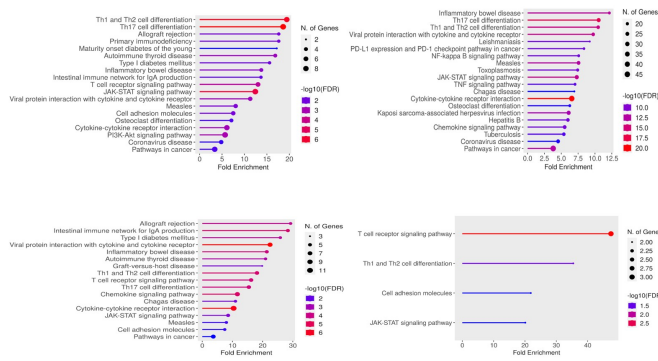 Th1 and Th2 cell differentiation
Th17 cell differentiation
Allograft rejection
Primary immunodeficiency
Maturity onset diabetes of the young
Autoimmune thyroid disease
Type I diabetes mellitus
Inflammatory bowel disease
Intestinal immune network for IgA production
T cell receptor signaling pathway
JAK-STAT signaling pathway
Viral protein interaction with cytokine and cytokine receptor
Measles
Cell adhesion molecules
Osteoclast differentiation
Cytokine-cytokine receptor interaction
PI3K-Akt signaling pathway
Coronavirus disease
Pathways in cancer
0 5 10 15 20
Fold Enrichment
N. of Genes
2
4
6
8
-log10(FDR)
2
3
4
5
6
Inflammatory bowel disease
Th17 cell differentiation
Th1 and Th2 cell differentiation
Viral protein interaction with cytokine and cytokine receptor
Leishmaniasis
PD-L1 expression and PD-1 checkpoint pathway in cancer
NF-kappa B signaling pathway
Measles
Toxoplasmosis
JAK-STAT signaling pathway
TNF signaling pathway
Chagas disease
Cytokine-cytokine receptor interaction
Osteoclast differentiation
Kaposi sarcoma-associated herpesvirus infection
Hepatitis B
Chemokine signaling pathway
Tuberculosis
Coronavirus disease
Pathways in cancer
0.0 2.5 5.0 7.5 10.0 12.5
Fold Enrichment
N. of Genes
20
25
30
35
40
45
-log10(FDR)
10.0
12.5
15.0
17.5
20.0
Allograft rejection
Intestinal immune network for IgA production
Type I diabetes mellitus
Viral protein interaction with cytokine and cytokine receptor
Inflammatory bowel disease
Autoimmune thyroid disease
Graft-versus-host disease
Th1 and Th2 cell differentiation
T cell receptor signaling pathway
Th17 cell differentiation
Chemokine signaling pathway
Chagas disease
Cytokine-cytokine receptor interaction
JAK-STAT signaling pathway
Measles
Cell adhesion molecules
Pathways in cancer
0 10 20 30
Fold Enrichment
N. of Genes
3
5
7
9
11
-log10(FDR)
2
3
4
5
6
T cell receptor signaling pathway
Th1 and Th2 cell differentiation
Cell adhesion molecules
JAK-STAT signaling pathway
0 10 20 30 40
Fold Enrichment
N. of Genes
2.00
2.25
2.50
2.75
3.00
-log10(FDR)
1.5
2.0
2.5